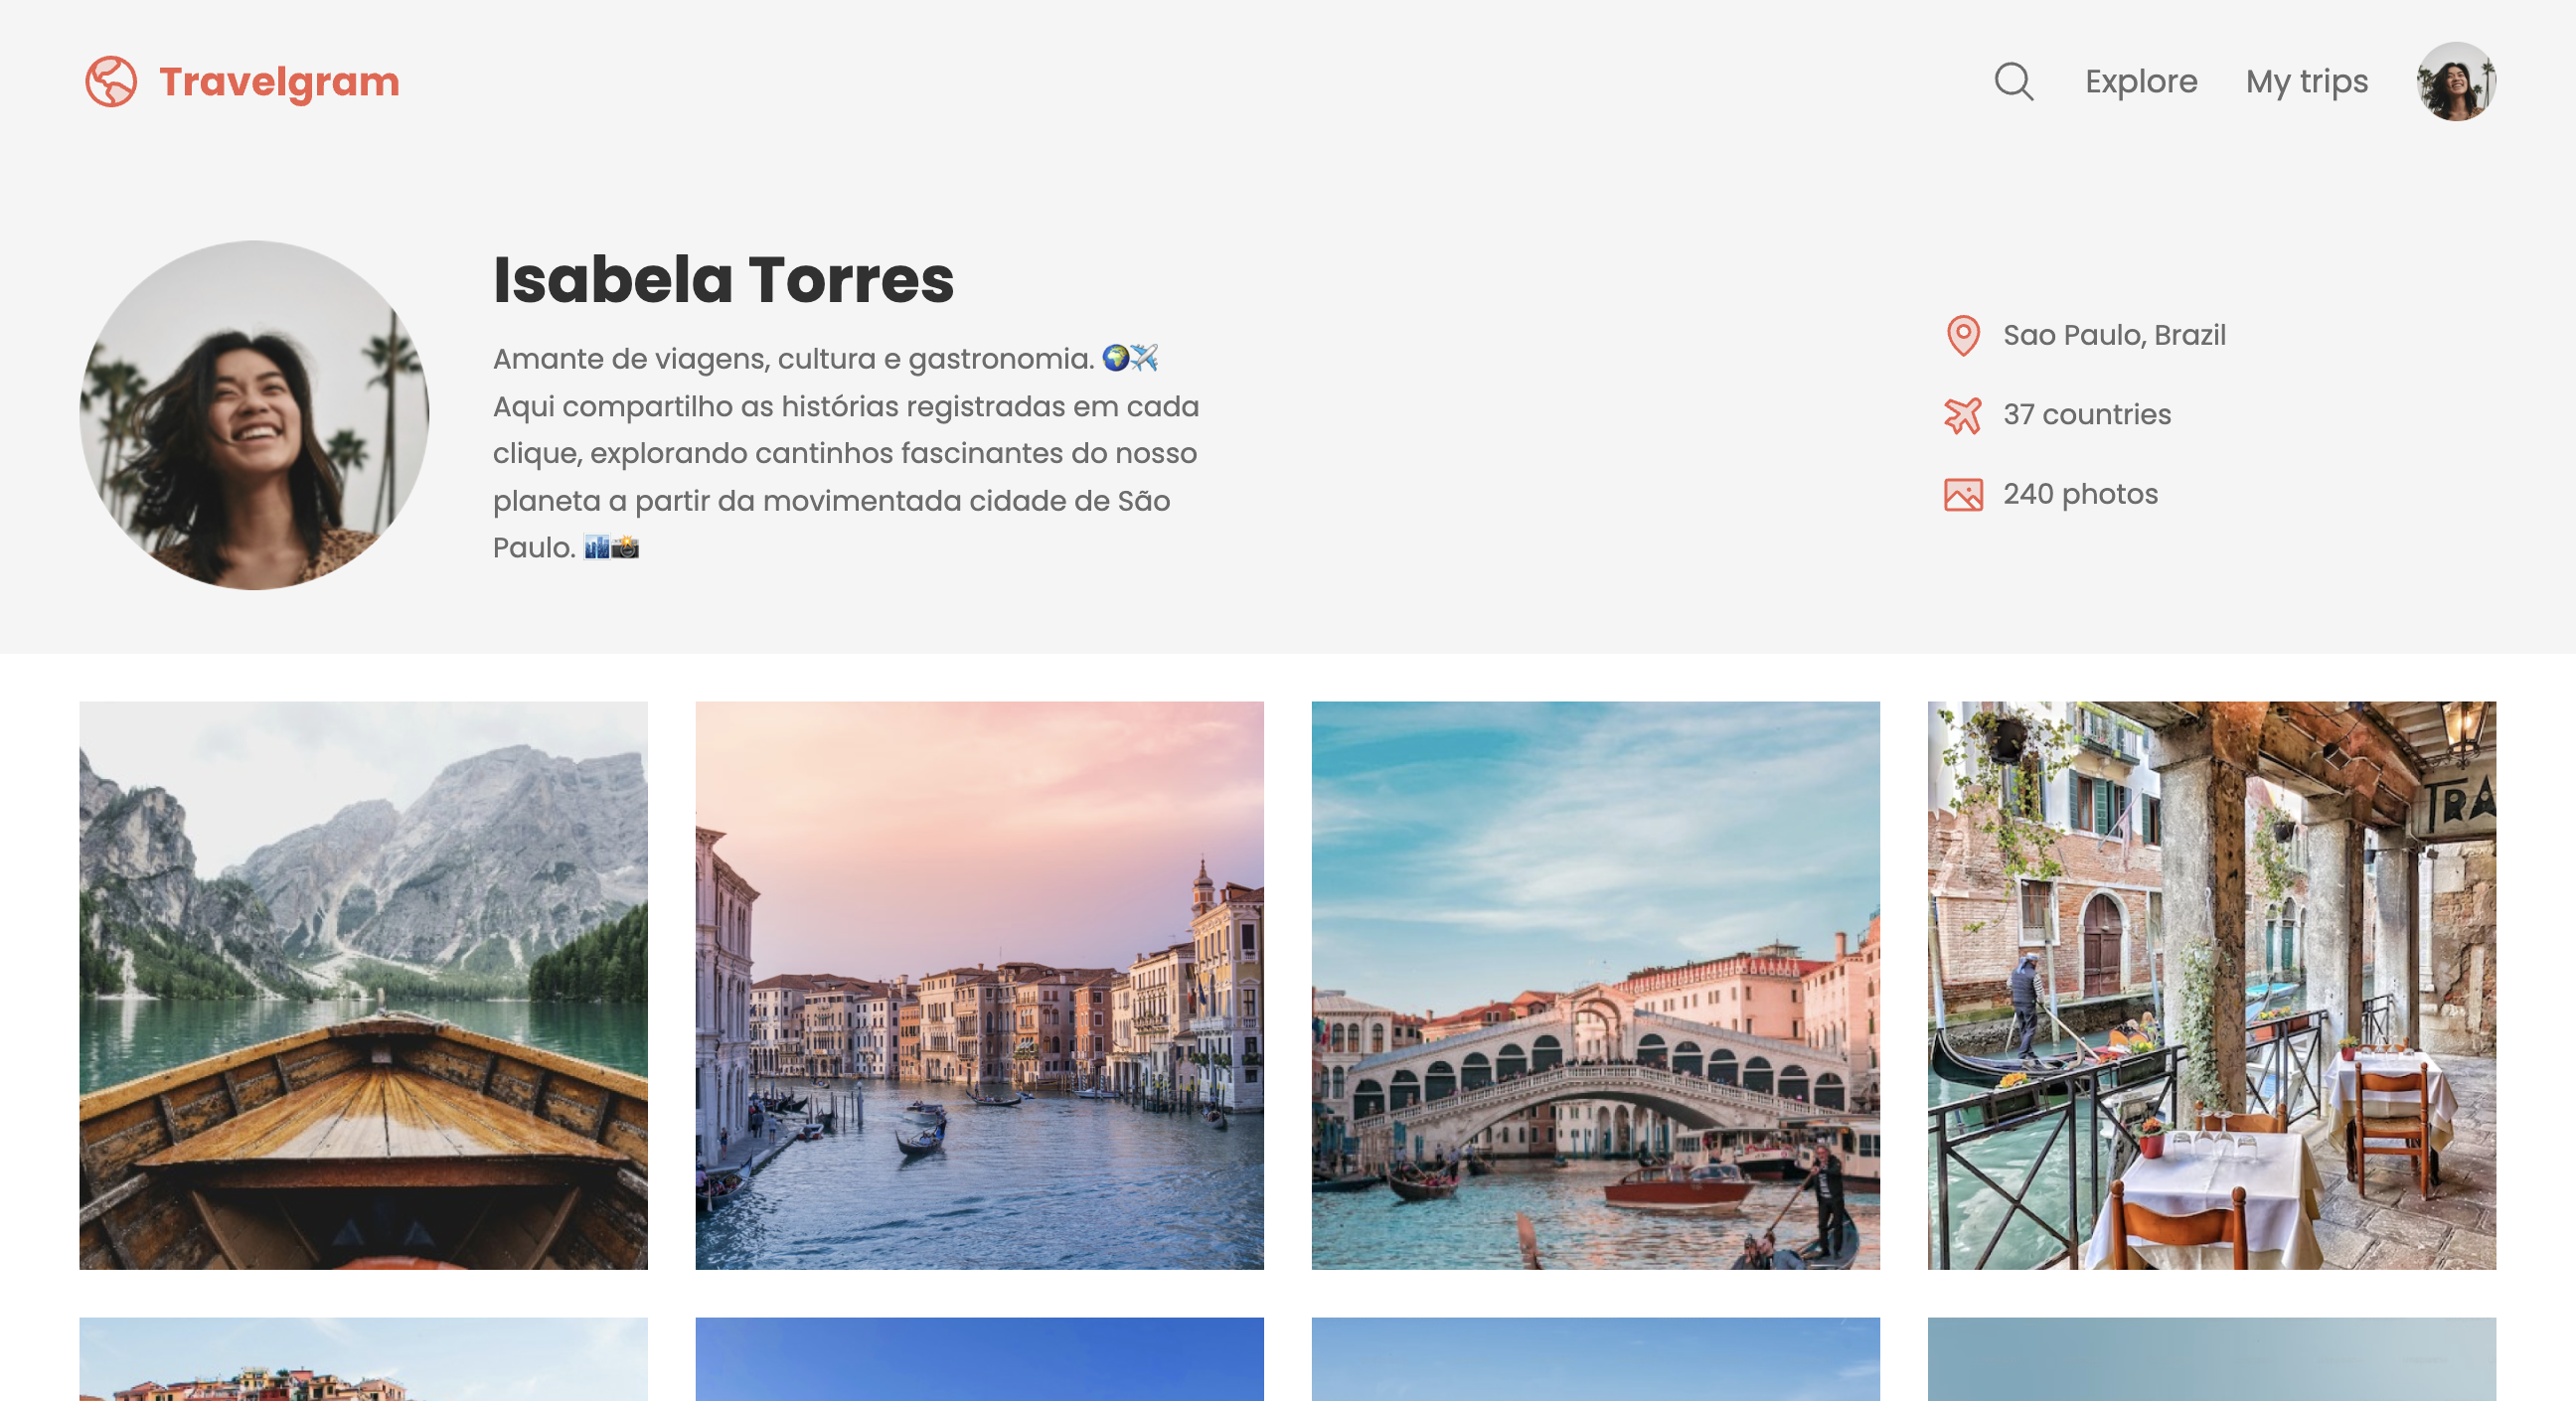 Travelgram
Explore
My trips
Isabela Torres
Amante de viagens, cultura e gastronomia. 🌍✈️
Aqui compartilho as histórias registradas em cada
clique, explorando cantinhos fascinantes do nosso
planeta a partir da movimentada cidade de São
Paulo. 🏙️📸
Sao Paulo, Brazil
37 countries
240 photos
TRA